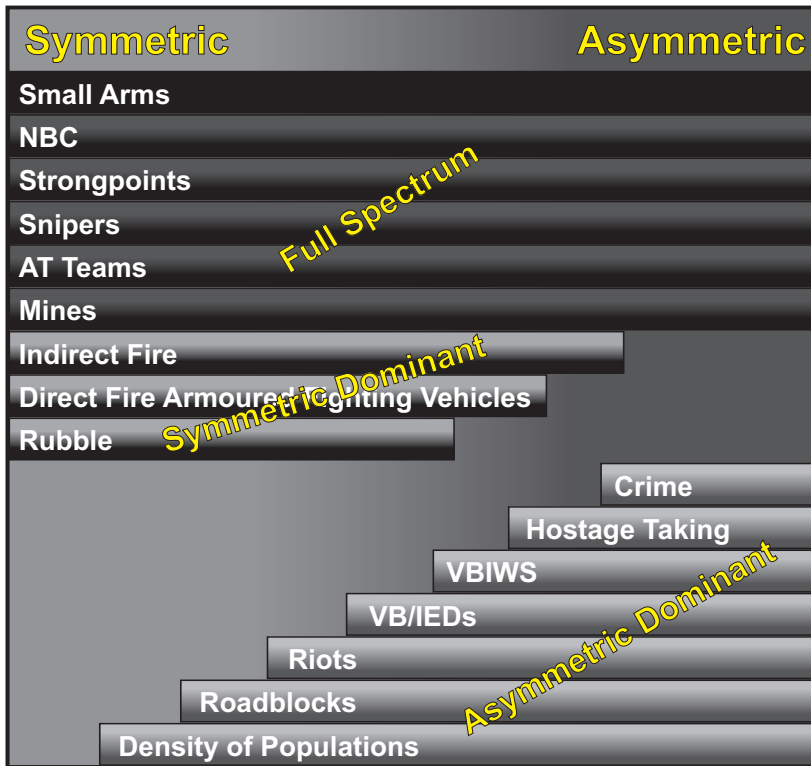 Symmetric Asymmetric
Small Arms
NBC
Strongpoints
Snipers
AT Teams
Mines
Full Spectrum
Indirect Fire
Direct Fire Armoured Fighting Vehicles
Rubble
Symmetric Dominant
Crime
Hostage Taking
VBIWS
VB/IEDs
Riots
Roadblocks
Density of Populations
Asymmetric Dominant